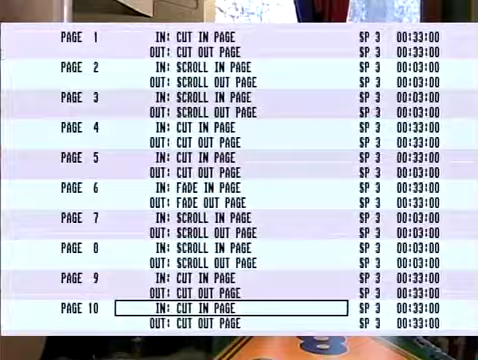 PAGE 1 IN: CUT IN PAGE SP 3 00:33:00
OUT: CUT OUT PAGE SP 3 00:33:00
PAGE 2 IN: SCROLL IN PAGE SP 3 00:03:00
OUT: SCROLL OUT PAGE SP 3 00:03:00
PAGE 3 IN: SCROLL IN PAGE SP 3 00:03:00
OUT: SCROLL OUT PAGE SP 3 00:03:00
PAGE 4 IN: CUT IN PAGE SP 3 00:33:00
OUT: CUT OUT PAGE SP 3 00:33:00
PAGE 5 IN: CUT IN PAGE SP 3 00:33:00
OUT: CUT OUT PAGE SP 3 00:03:00
PAGE 6 IN: FADE IN PAGE SP 3 00:33:00
OUT: FADE OUT PAGE SP 3 00:33:00
PAGE 7 IN: SCROLL IN PAGE SP 3 00:03:00
OUT: SCROLL OUT PAGE SP 3 00:33:00
PAGE 8 IN: SCROLL IN PAGE SP 3 00:03:00
OUT: SCROLL OUT PAGE SP 3 00:03:00
PAGE 9 IN: CUT IN PAGE SP 3 00:33:00
OUT: CUT OUT PAGE SP 3 00:33:00
PAGE 10 IN: CUT IN PAGE SP 3 00:33:00
OUT: CUT OUT PAGE SP 3 00:33:00
8